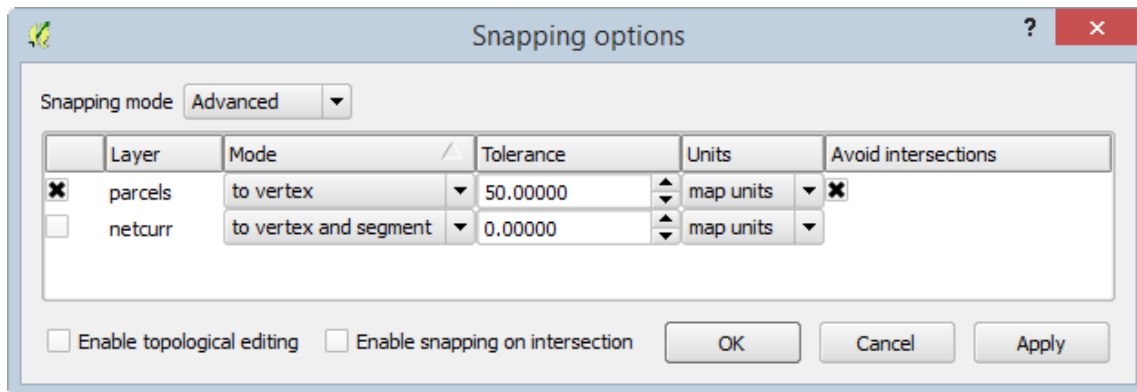 Snapping options ?
Snapping mode Advanced
Layer Mode Tolerance Units Avoid intersections
parcels to vertex 50.00000 map units
netcurr to vertex and segment 0.00000 map units
Enable topological editing Enable snapping on intersection OK Cancel Apply